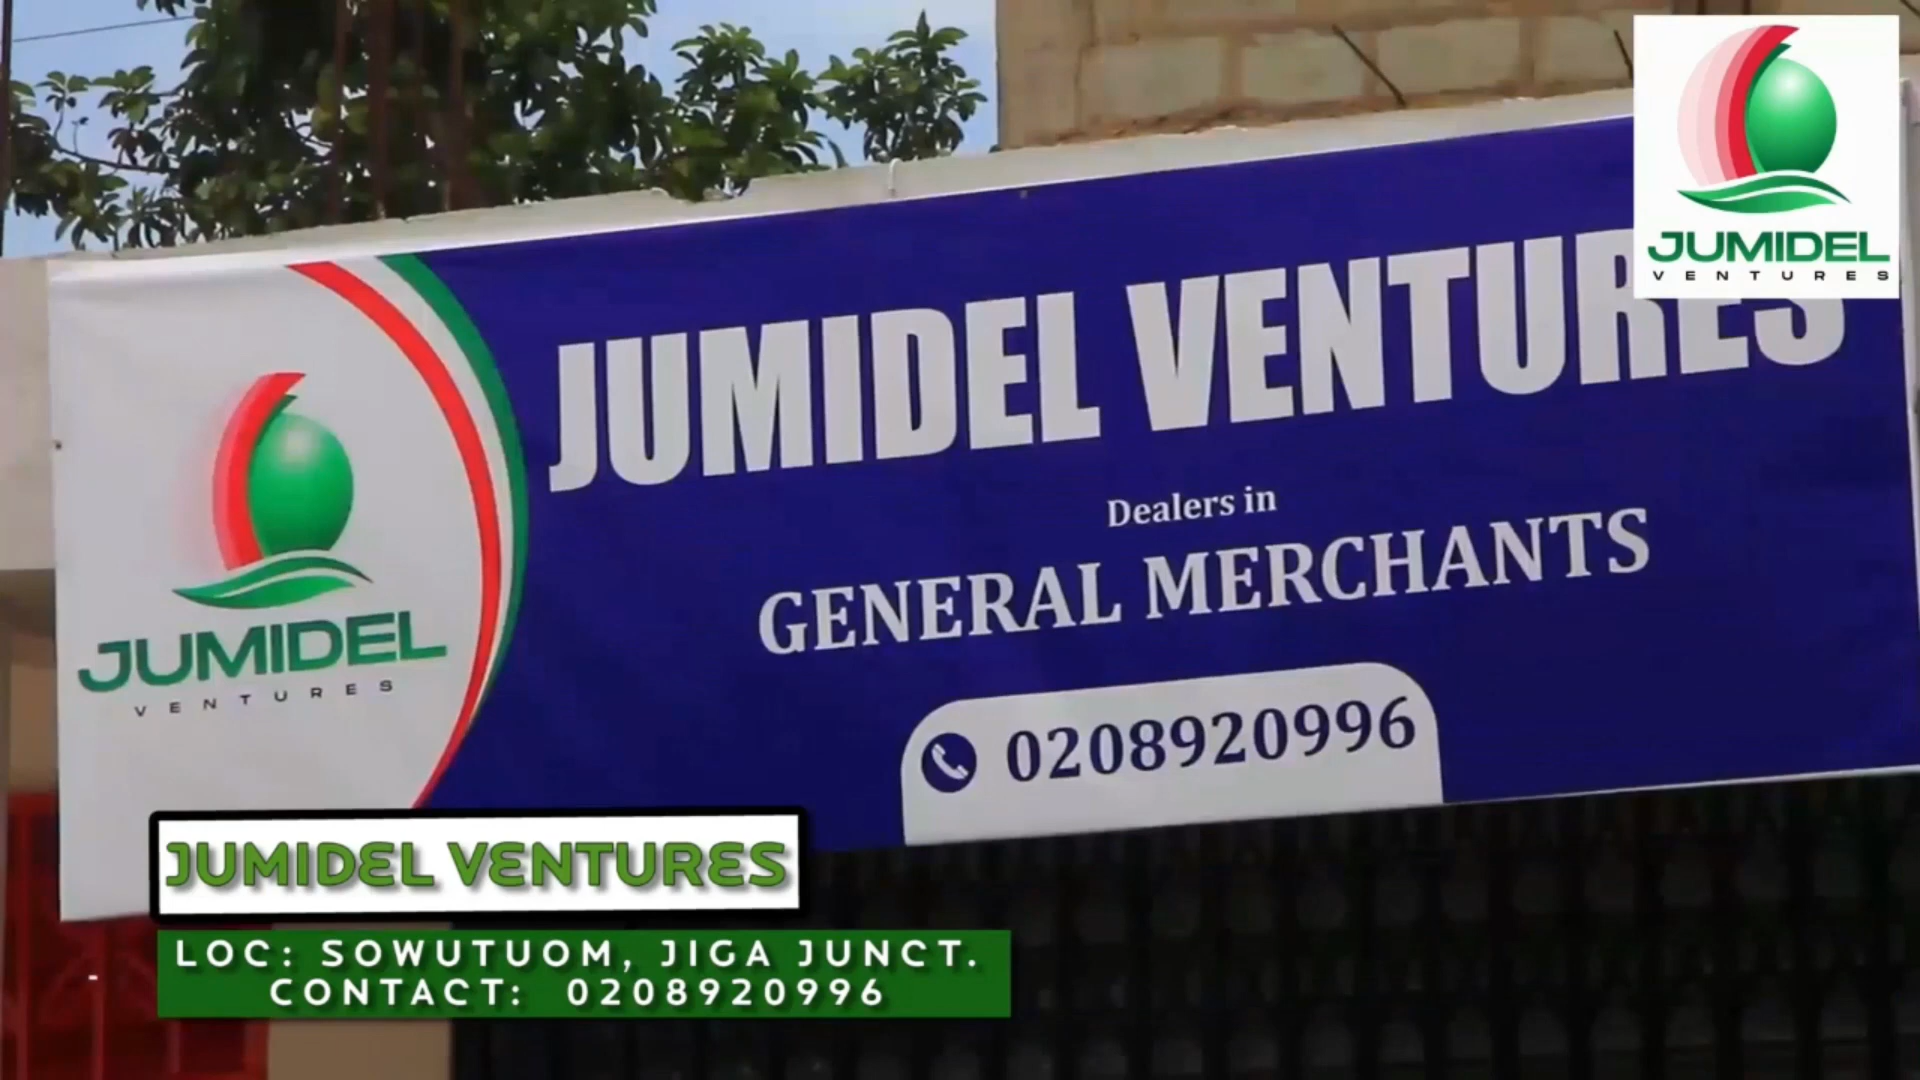 JUMIDEL
VENTURES
JUMIDEL VENTURES
Dealers in
GENERAL MERCHANTS
0208920996
JUMIDEL
VENTURES
JUMIDEL VENTURES
LOC: SOWUTUOM, JIGA JUNCT.
CONTACT: 0208920996